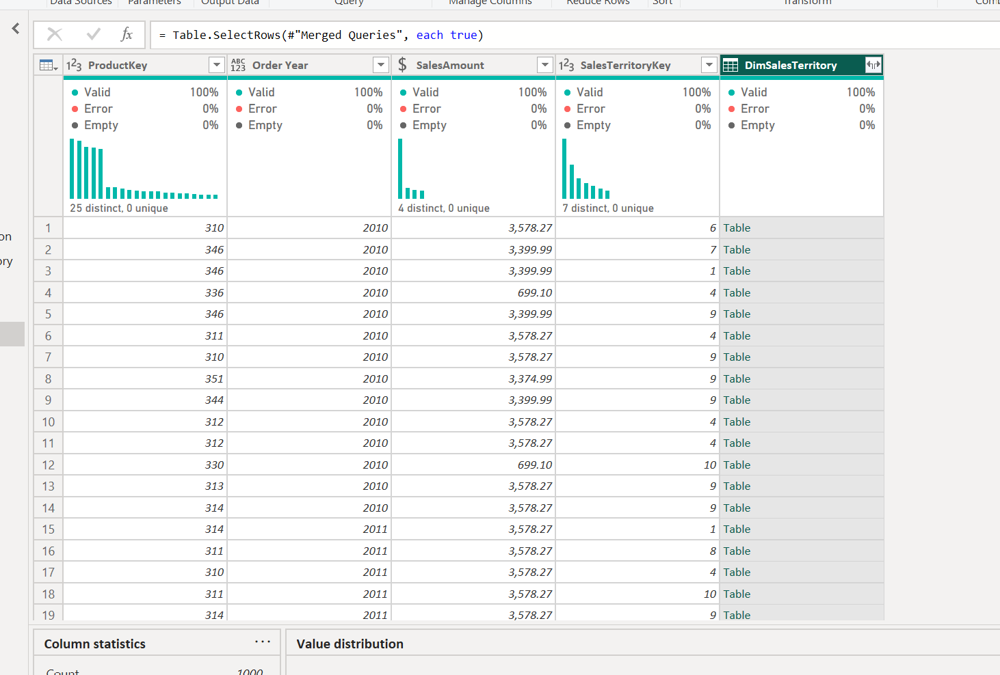 Data Sources Parameters Output Data Query Manage Columns Reduce Rows Sort Transform
fx = Table.SelectRows(#"Merged Queries", each true)
123 ProductKey ABC 123 Order Year $ SalesAmount 123 SalesTerritoryKey DimSalesTerritory
Valid 100% Valid 100% Valid 100% Valid 100% Valid 100%
Error 0% Error 0% Error 0% Error 0% Error 0%
Empty 0% Empty 0% Empty 0% Empty 0% Empty 0%
25 distinct, 0 unique 4 distinct, 0 unique 7 distinct, 0 unique
1 310 2010 3,578.27 6 Table
on
2 346 2010 3,399.99 7 Table
ory
3 346 2010 3,399.99 1 Table
4 336 2010 699.10 4 Table
5 346 2010 3,399.99 9 Table
6 311 2010 3,578.27 4 Table
7 310 2010 3,578.27 9 Table
8 351 2010 3,374.99 9 Table
9 344 2010 3,399.99 9 Table
10 312 2010 3,578.27 4 Table
11 312 2010 3,578.27 4 Table
12 330 2010 699.10 10 Table
13 313 2010 3,578.27 9 Table
14 314 2010 3,578.27 9 Table
15 314 2011 3,578.27 1 Table
16 311 2011 3,578.27 8 Table
17 310 2011 3,578.27 4 Table
18 311 2011 3,578.27 10 Table
19 314 2011 3,578.27 9 Table
Column statistics ... Value distribution
Count 1000